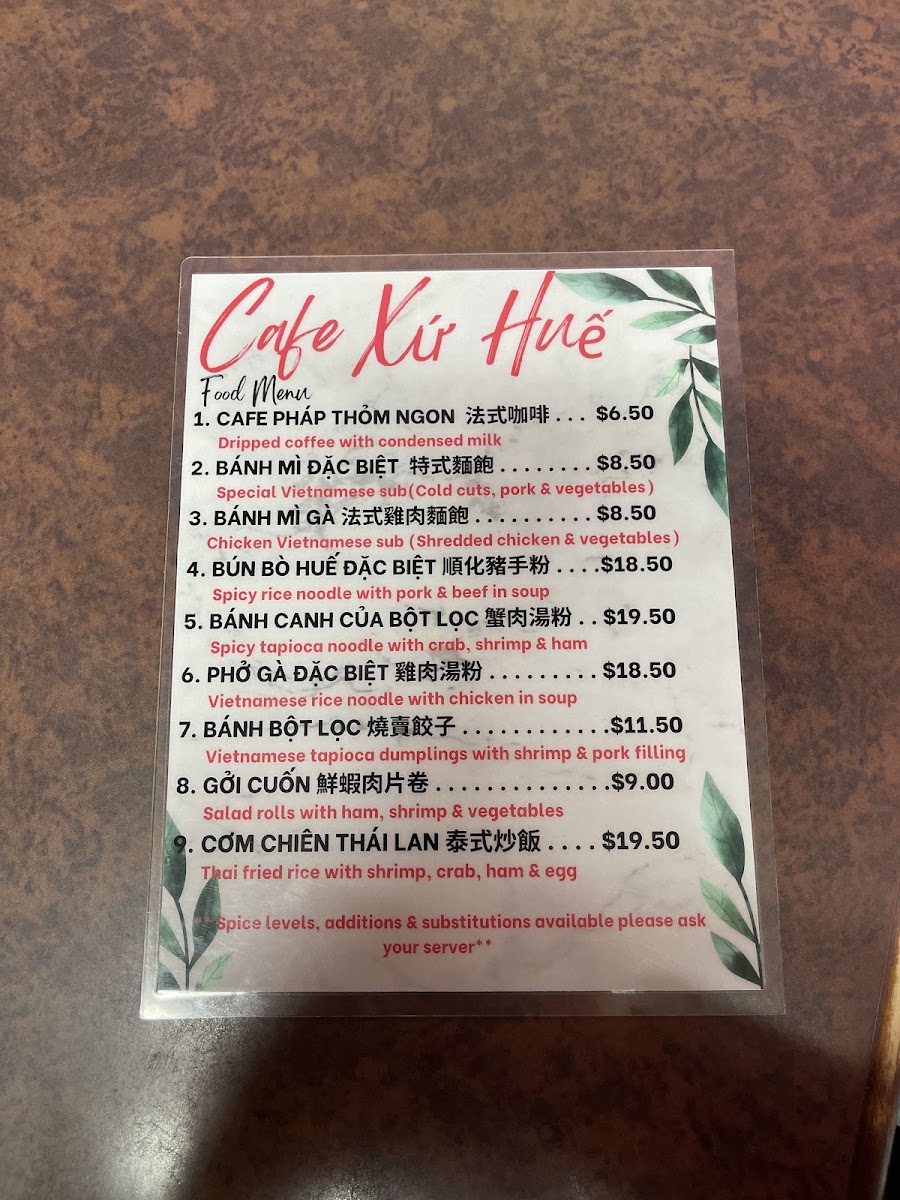 Cafe Xứ Huế
Food Menu
1. CAFE PHÁP THỎM NGON 法式咖啡 . . . $6.50
Dripped coffee with condensed milk
2. BÁNH MÌ ĐẶC BIỆT 特式麵飽 . . . . . . . . $8.50
Special Vietnamese sub(Cold cuts, pork & vegetables)
3. BÁNH MÌ GÀ 法式雞肉麵飽 . . . . . . . . . . $8.50
Chicken Vietnamese sub (Shredded chicken & vegetables)
4. BÚN BÒ HUẾ ĐẶC BIỆT 順化豬手粉 . . . .$18.50
Spicy rice noodle with pork & beef in soup
5. BÁNH CANH CỦA BỘT LỌC 蟹肉湯粉 . . $19.50
Spicy tapioca noodle with crab, shrimp & ham
6. PHỞ GÀ ĐẶC BIỆT 雞肉湯粉 . . . . . . . . . $18.50
Vietnamese rice noodle with chicken in soup
7. BÁNH BỘT LỌC 燒賣餃子 . . . . . . . . . . . .$11.50
Vietnamese tapioca dumplings with shrimp & pork filling
8. GỞI CUỐN 鮮蝦肉片卷 . . . . . . . . . . . . . .$9.00
Salad rolls with ham, shrimp & vegetables
9. CƠM CHIÊN THÁI LAN 泰式炒飯 . . . . $19.50
Thai fried rice with shrimp, crab, ham & egg
** Spice levels, additions & substitutions available please ask
your server**